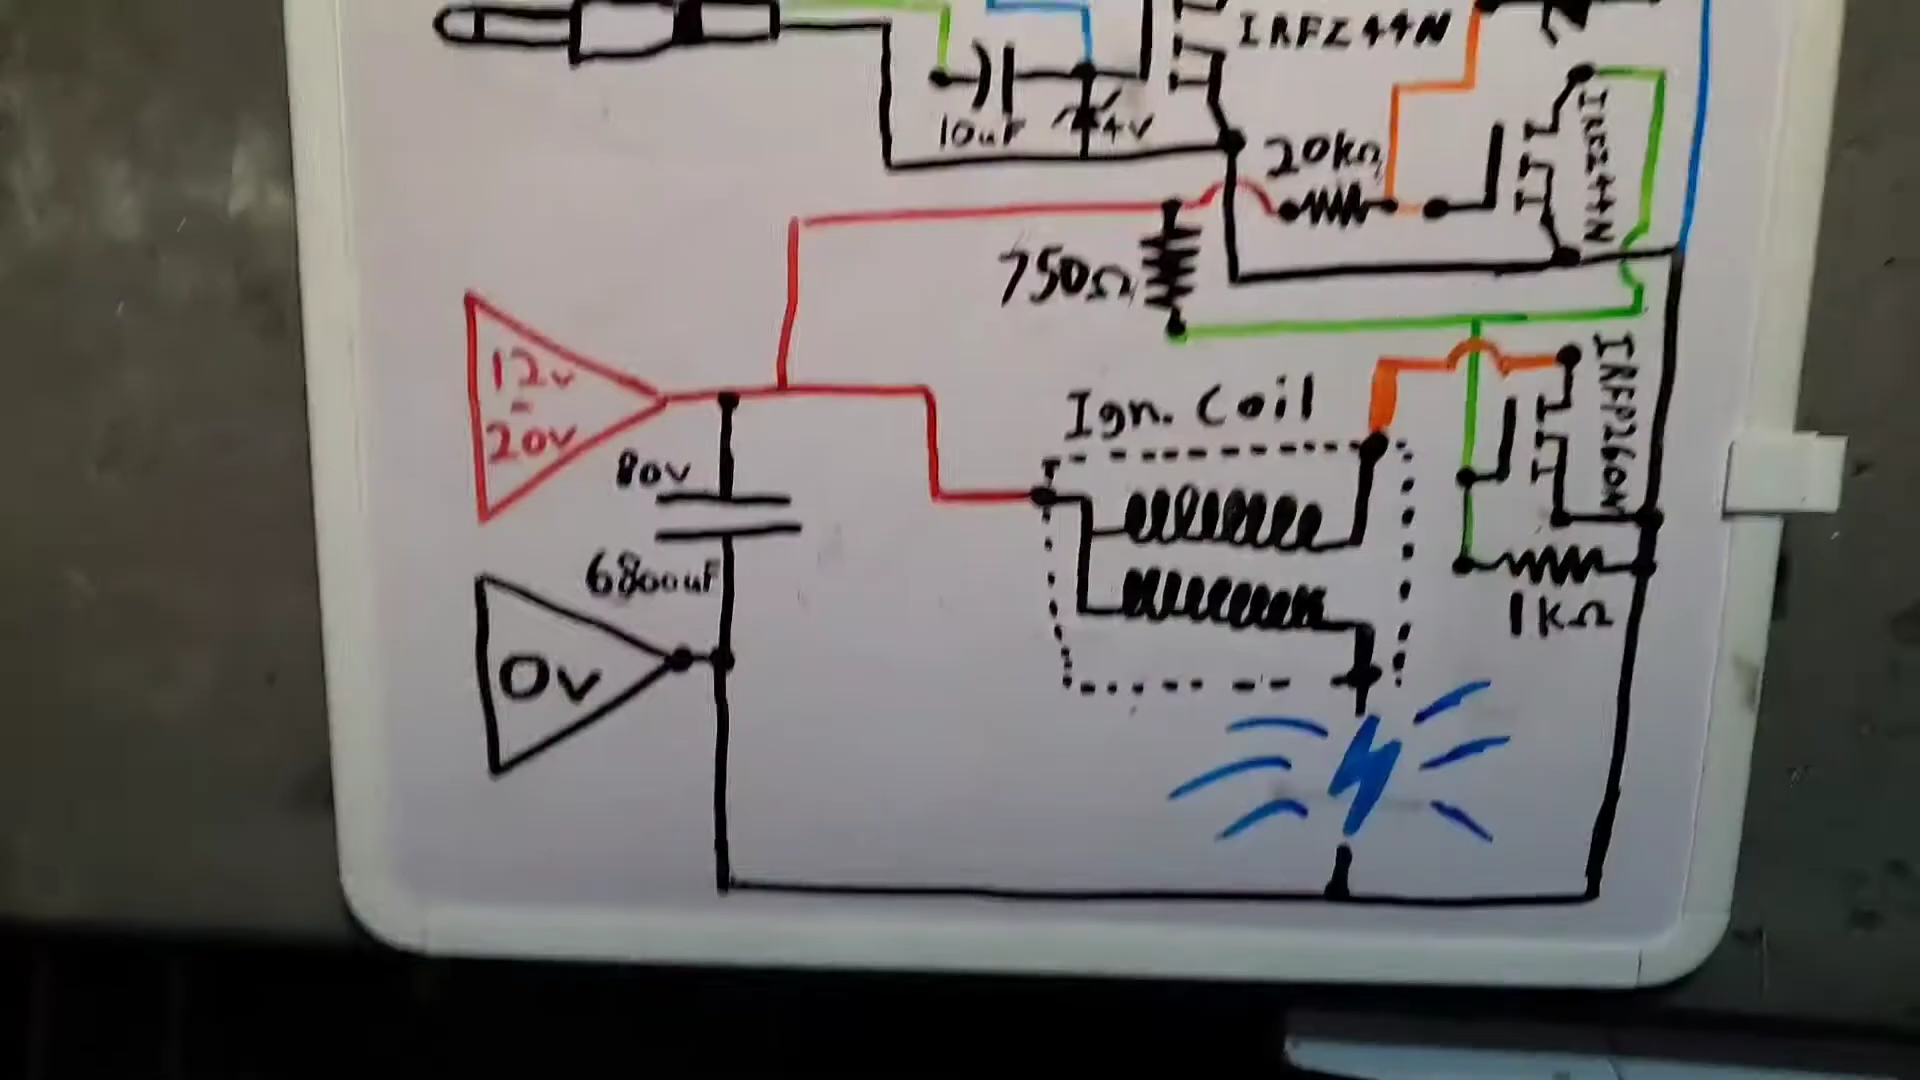 IRFZ44N
10uF
4V
20kΩ
IRFZ44N
750Ω
12v
-
20v
IRFP260N
Ign. Coil
80v
6800uF
1kΩ
0v